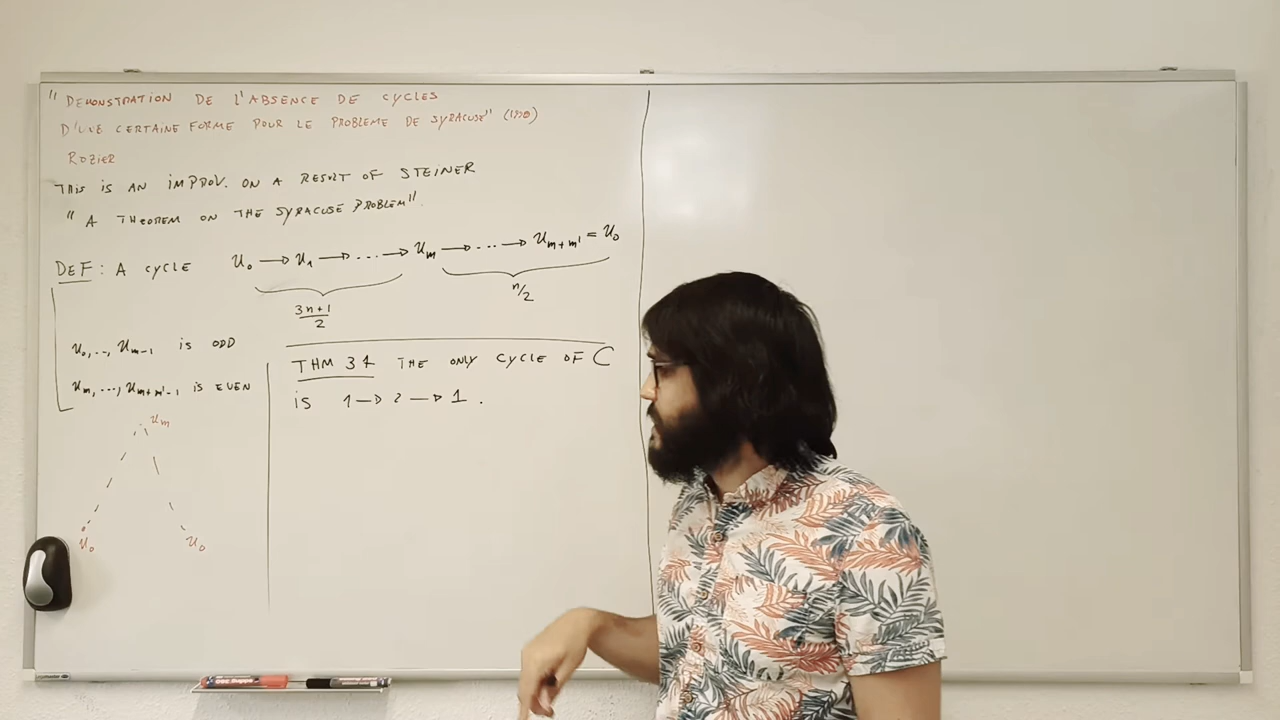 "DEMONSTRATION DE L'ABSENCE DE CYCLES
D'UNE CERTAINE FORME POUR LE PROBLEME DE SYRACUSE" (1990)
ROZIER
THIS IS AN IMPROV. ON A RESULT OF STEINER
"A THEOREM ON THE SYRACUSE PROBLEM".
DEF: A CYCLE u₀ → u₁ → ... → uₘ → ... → uₘ₊ₘ' = u₀
(3n+1)/2
n/2
u₀, .., uₘ₋₁ IS ODD
uₘ, ..., uₘ₊ₘ'₋₁ IS EVEN
THM 31 THE ONLY CYCLE OF C
IS 1 → 2 → 1.
uₘ
u₀ u₀